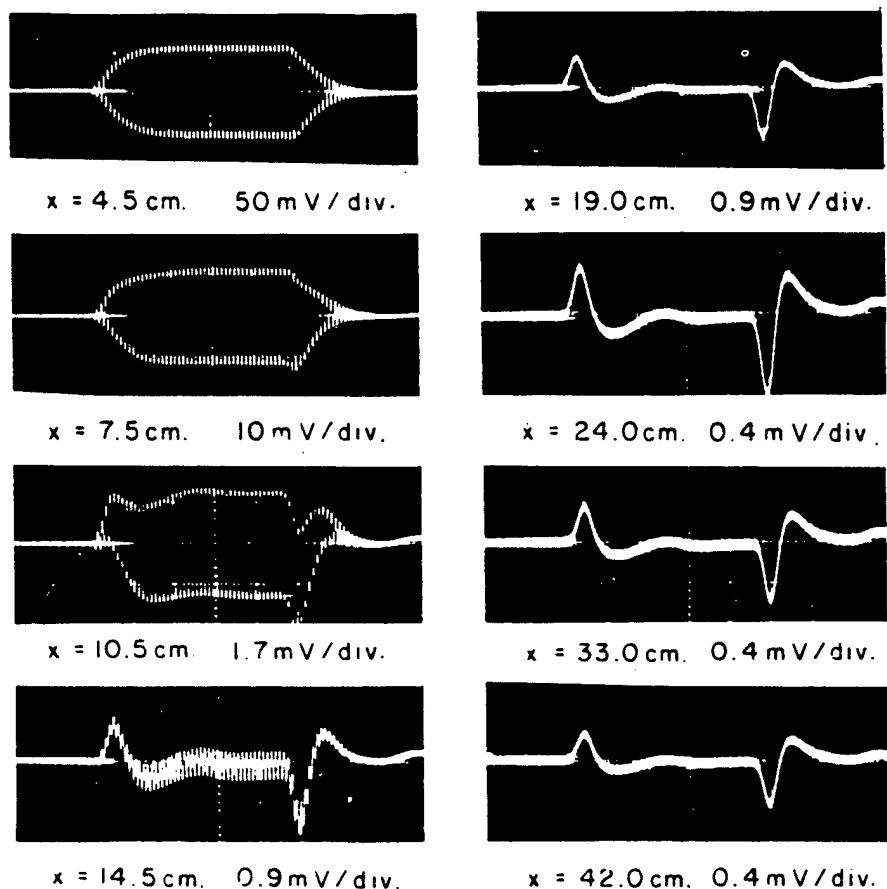 x = 4.5 cm. 50 mV/div.
x = 19.0 cm. 0.9 mV/div.
x = 7.5 cm. 10 mV/div.
x = 24.0 cm. 0.4 mV/div.
x = 10.5 cm. 1.7 mV/div.
x = 33.0 cm. 0.4 mV/div.
x = 14.5 cm. 0.9 mV/div.
x = 42.0 cm. 0.4 mV/div.